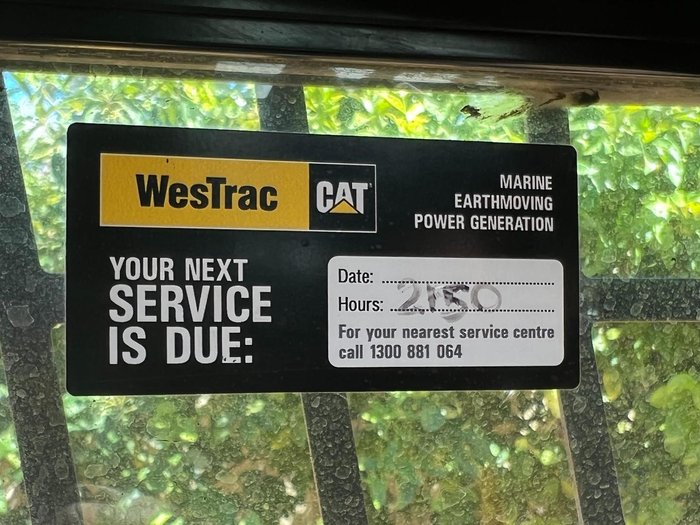 WesTrac CAT
MARINE
EARTHMOVING
POWER GENERATION
YOUR NEXT
SERVICE
IS DUE:
Date: ......................................
Hours: 2150
For your nearest service centre
call 1300 881 064